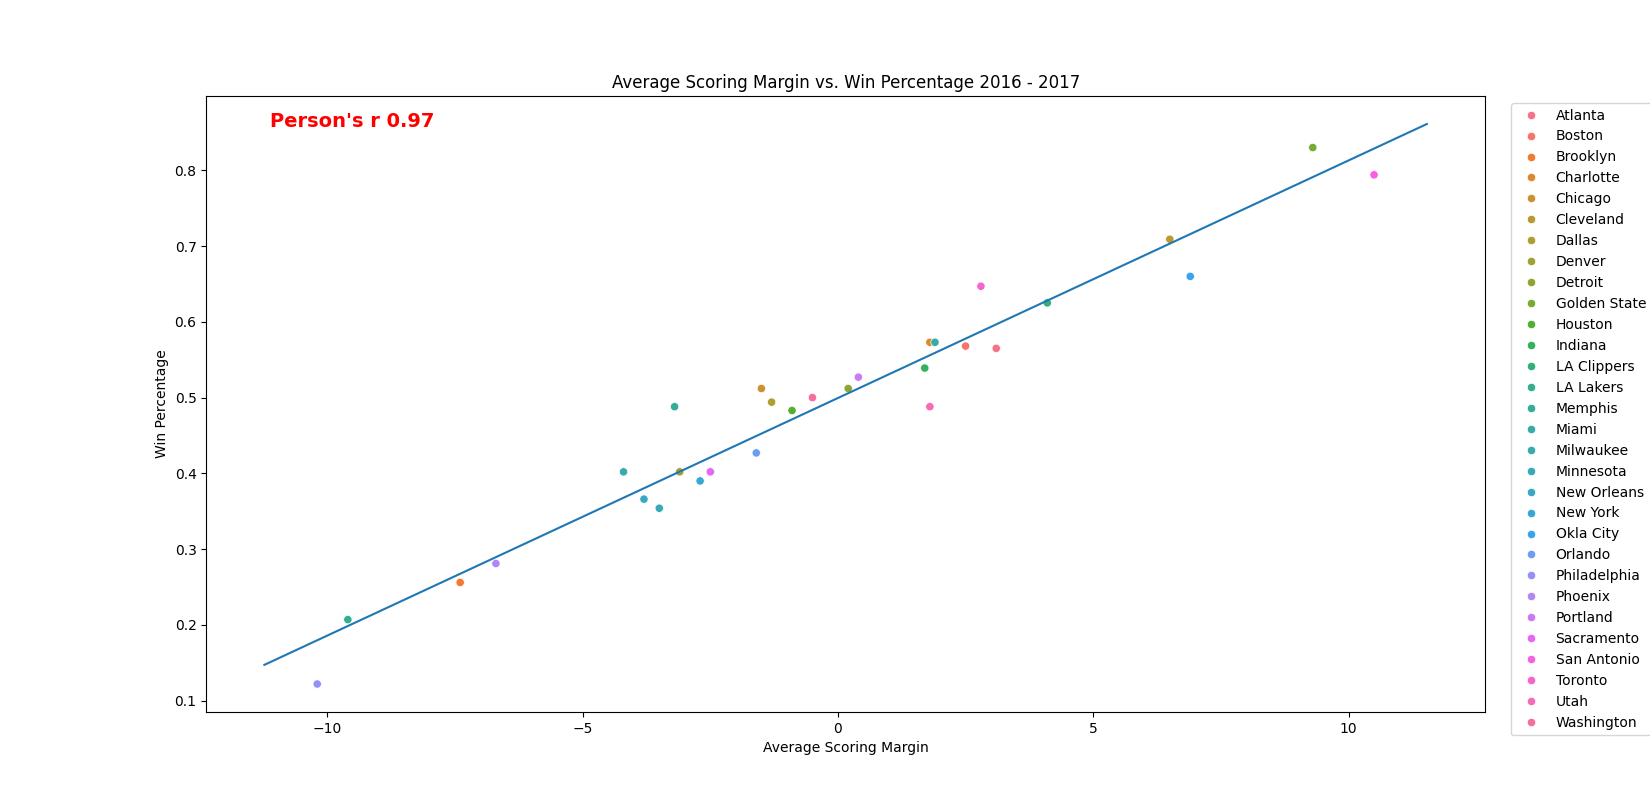 Average Scoring Margin vs. Win Percentage 2016 - 2017
Person's r 0.97
Win Percentage
0.8
0.7
0.6
0.5
0.4
0.3
0.2
0.1
−10
−5
0
5
10
Average Scoring Margin
Atlanta
Boston
Brooklyn
Charlotte
Chicago
Cleveland
Dallas
Denver
Detroit
Golden State
Houston
Indiana
LA Clippers
LA Lakers
Memphis
Miami
Milwaukee
Minnesota
New Orleans
New York
Okla City
Orlando
Philadelphia
Phoenix
Portland
Sacramento
San Antonio
Toronto
Utah
Washington